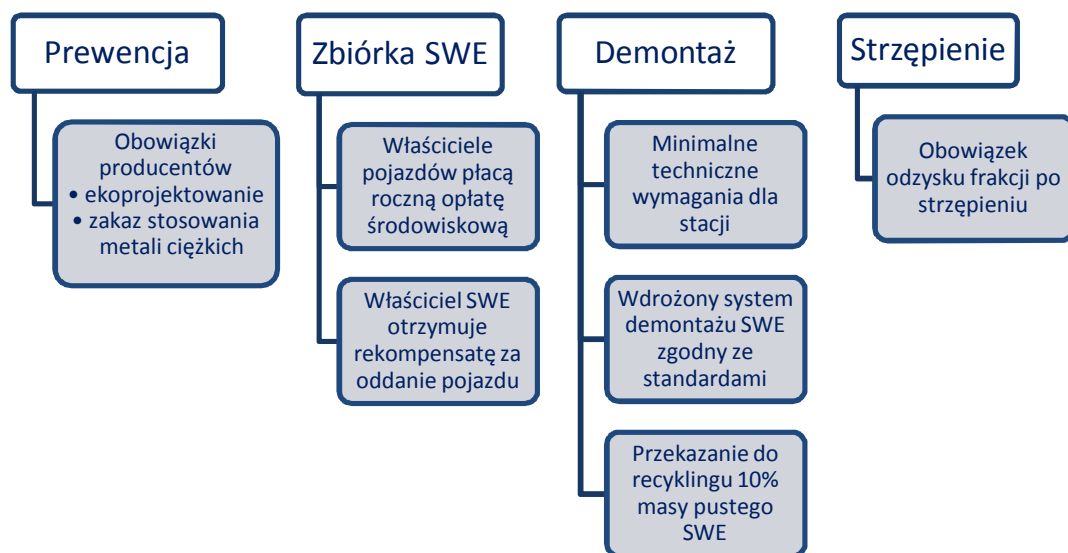 Prewencja
Obowiązki
producentów
• ekoprojektowanie
• zakaz stosowania
metali ciężkich
Zbiórka SWE
Właściciele
pojazdów płacą
roczną opłatę
środowiskową
Właściciel SWE
otrzymuje
rekompensatę za
oddanie pojazdu
Demontaż
Minimalne
techniczne
wymagania dla
stacji
Wdrożony system
demontażu SWE
zgodny ze
standardami
Przekazanie do
recyklingu 10%
masy pustego
SWE
Strzępienie
Obowiązek
odzysku frakcji po
strzępieniu